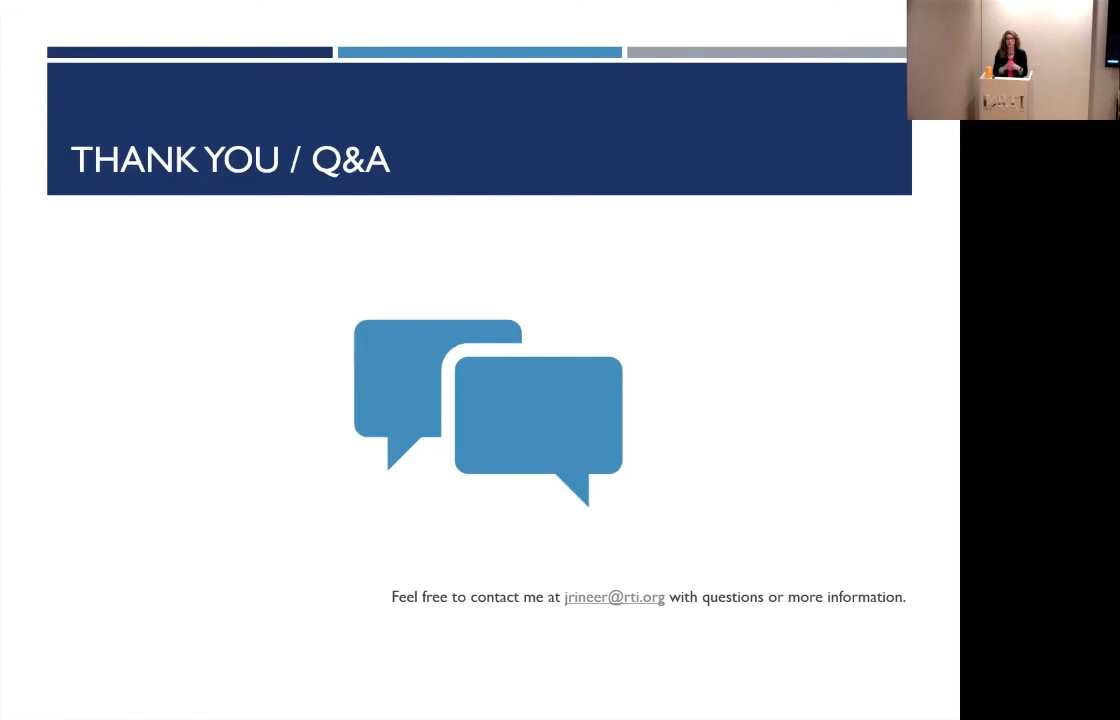 THANK YOU / Q&A
Feel free to contact me at jrineer@rti.org with questions or more information.